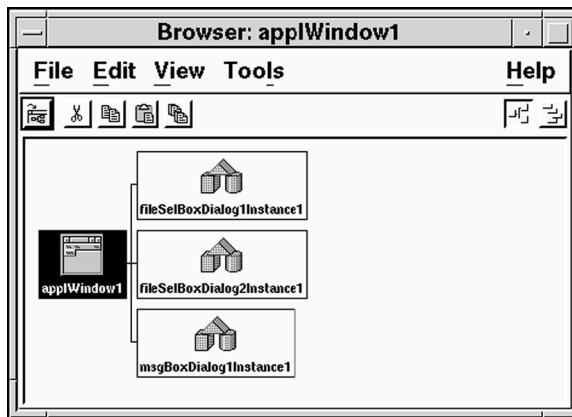 Browser: applWindow1
File Edit View Tools Help
fileSelBoxDialog1Instance1
applWindow1
fileSelBoxDialog2Instance1
msgBoxDialog1Instance1